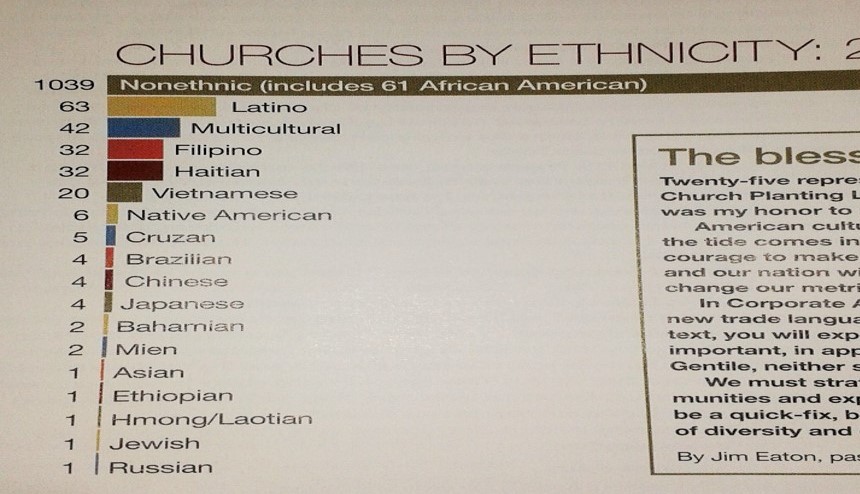 CHURCHES BY ETHNICITY: 2
1039 Nonethnic (includes 61 African American)
63 Latino
42 Multicultural
32 Filipino
32 Haitian
20 Vietnamese
6 Native American
5 Cruzan
4 Brazilian
4 Chinese
4 Japanese
2 Bahamian
2 Mien
1 Asian
1 Ethiopian
1 Hmong/Laotian
1 Jewish
1 Russian
The bless
Twenty-five repre
Church Planting L
was my honor to
American cultu
the tide comes in
courage to make
and our nation wi
change our metri
In Corporate A
new trade langua
text, you will exp
important, in app
Gentile, neither s
We must strat
munities and exp
be a quick-fix, b
of diversity and
By Jim Eaton, pas